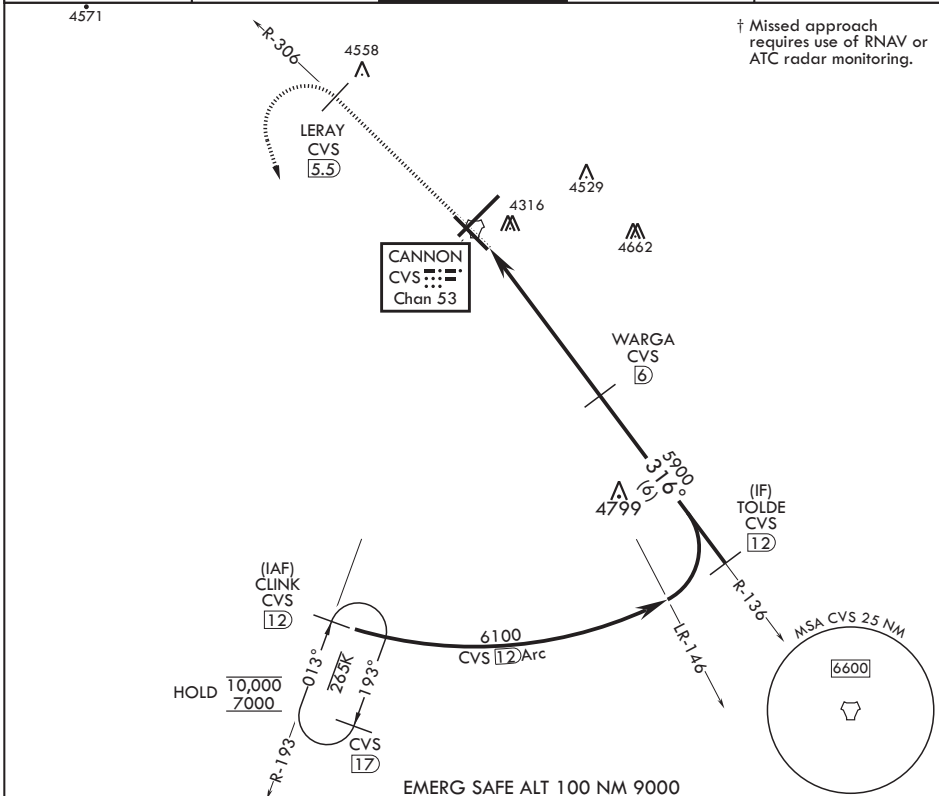 4571
† Missed approach
requires use of RNAV or
ATC radar monitoring.
R-306
4558
LERAY
CVS
5.5
4529
4316
4662
CANNON
CVS
Chan 53
WARGA
CVS
6
5900
316°
(6)
4799
(IF)
TOLDE
CVS
12
R-136
(IAF)
CLINK
CVS
12
6100
CVS 12 Arc
LR-146
MSA CVS 25 NM
6600
013°
265K
193°
HOLD 10,000
7000
R-193
CVS
17
EMERG SAFE ALT 100 NM 9000